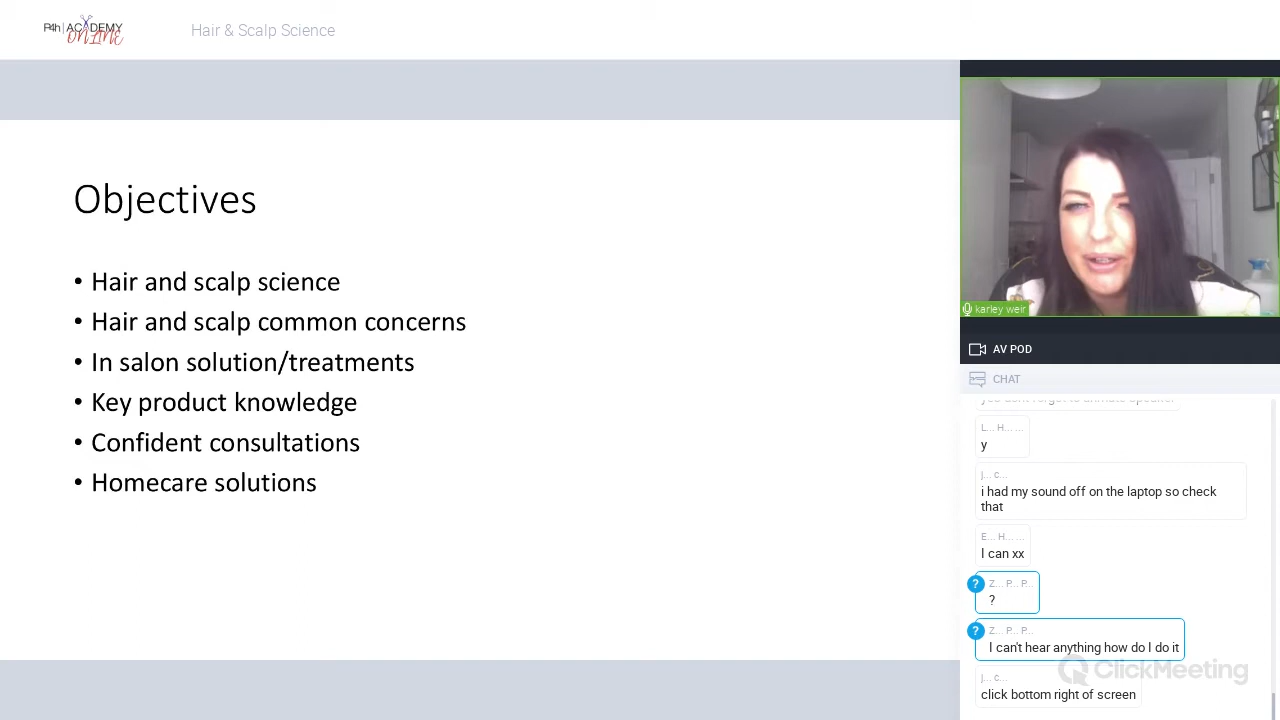 P4h | ACADEMY
ONLINE
Hair & Scalp Science
Objectives
• Hair and scalp science
• Hair and scalp common concerns
• In salon solution/treatments
• Key product knowledge
• Confident consultations
• Homecare solutions
karley weir
AV POD
CHAT
L... H... ...
y
j... c...
i had my sound off on the laptop so check
that
E... H... ...
I can xx
? Z... P... P...
?
? Z... P... P...
I can't hear anything how do I do it
j... c...
click bottom right of screen
ClickMeeting